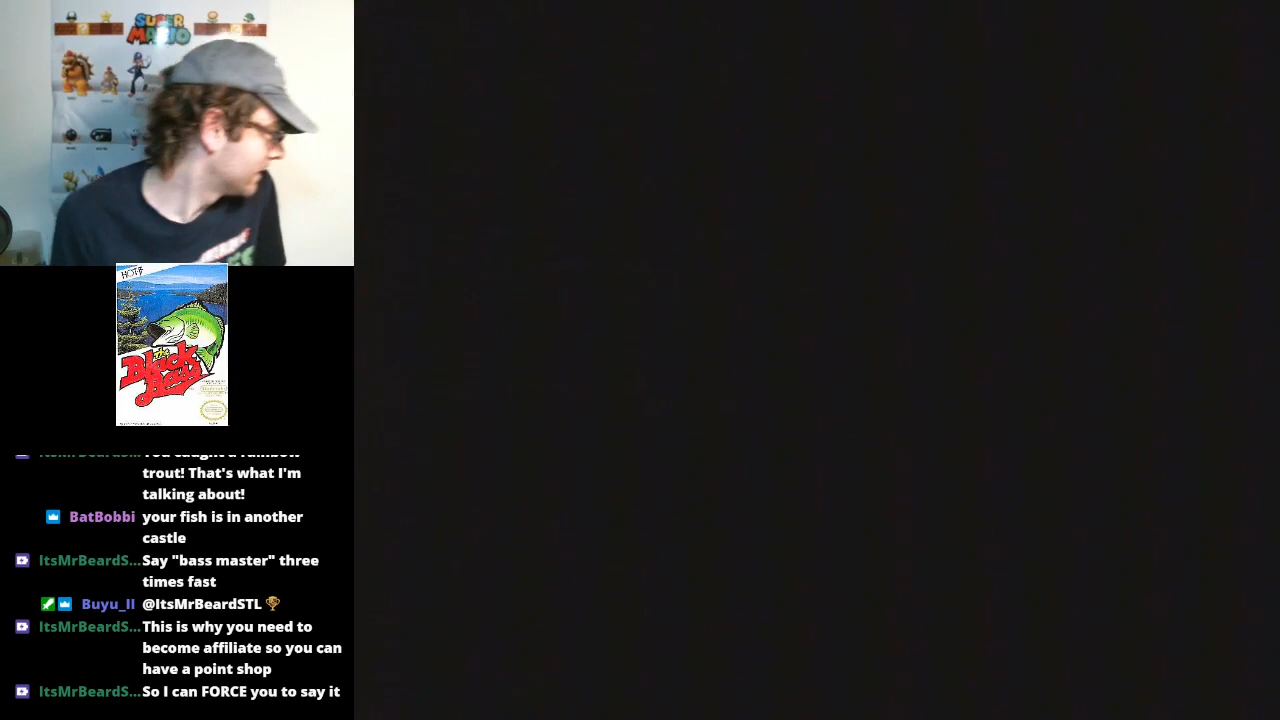 SUPER
MARIO
HOT·B
The
Black
Bass
trout! That's what I'm
talking about!
BatBobbi your fish is in another
castle
ItsMrBeardS... Say "bass master" three
times fast
Buyu_II @ItsMrBeardSTL 🏆
ItsMrBeardS... This is why you need to
become affiliate so you can
have a point shop
ItsMrBeardS... So I can FORCE you to say it